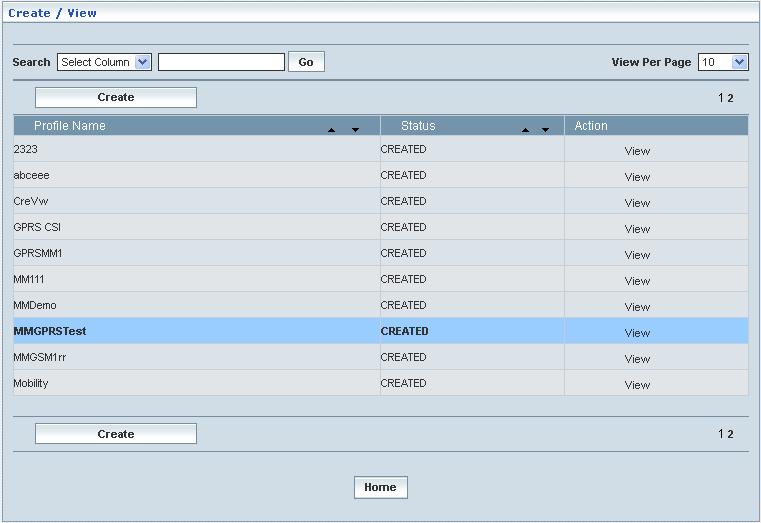 Create / View
Search Select Column Go View Per Page 10
Create 1 2
Profile Name Status Action
2323 CREATED View
abceee CREATED View
CreVw CREATED View
GPRS CSI CREATED View
GPRSMM1 CREATED View
MM111 CREATED View
MMDemo CREATED View
MMGPRSTest CREATED View
MMGSM1rr CREATED View
Mobility CREATED View
Create 1 2
Home